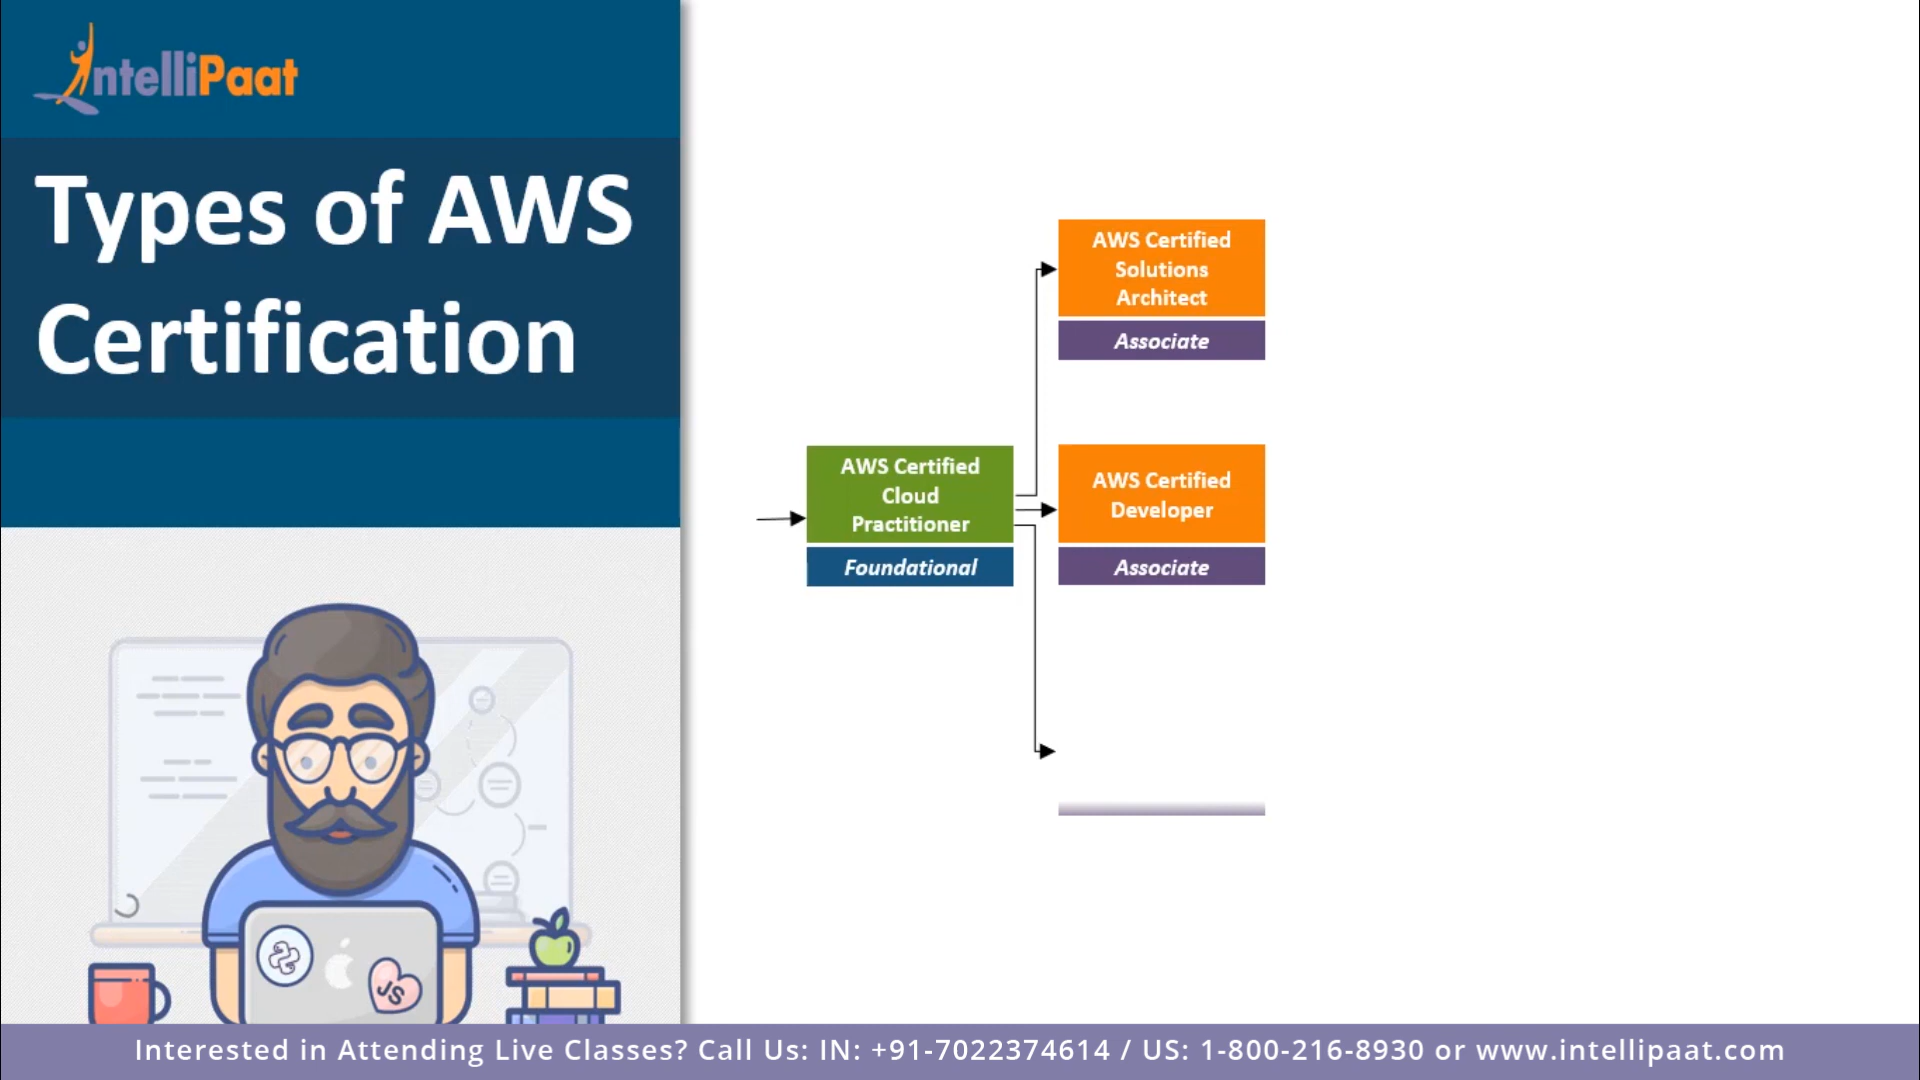 IntelliPaat
Types of AWS
Certification
AWS Certified
Solutions
Architect
Associate
AWS Certified
Cloud
Practitioner
Foundational
AWS Certified
Developer
Associate
JS
Interested in Attending Live Classes? Call Us: IN: +91-7022374614 / US: 1-800-216-8930 or www.intellipaat.com